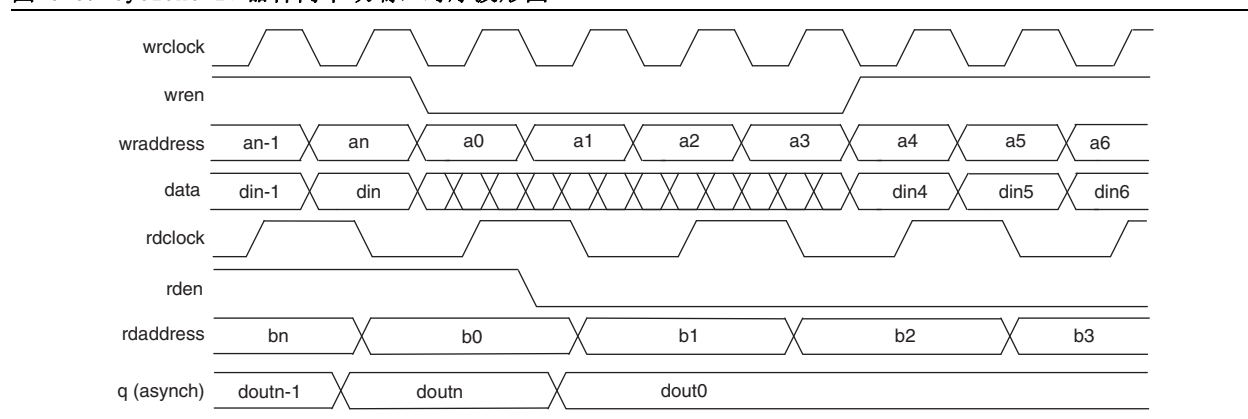 wrclock
wren
wraddress an-1 an a0 a1 a2 a3 a4 a5 a6
data din-1 din din4 din5 din6
rdclock
rden
rdaddress bn b0 b1 b2 b3
q (asynch) doutn-1 doutn dout0